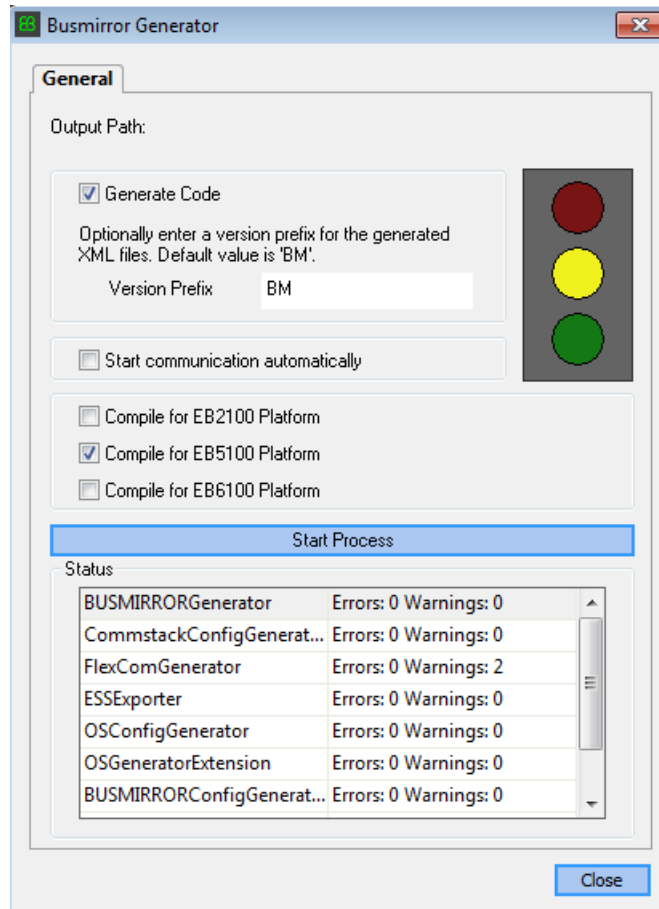 EB Busmirror Generator
General
Output Path:
Generate Code
Optionally enter a version prefix for the generated
XML files. Default value is 'BM'.
Version Prefix BM
Start communication automatically
Compile for EB2100 Platform
Compile for EB5100 Platform
Compile for EB6100 Platform
Start Process
Status
BUSMIRRORGenerator Errors: 0 Warnings: 0
CommstackConfigGenerat... Errors: 0 Warnings: 0
FlexComGenerator Errors: 0 Warnings: 2
ESSExporter Errors: 0 Warnings: 0
OSConfigGenerator Errors: 0 Warnings: 0
OSGeneratorExtension Errors: 0 Warnings: 0
BUSMIRRORConfigGenerat... Errors: 0 Warnings: 0
Close